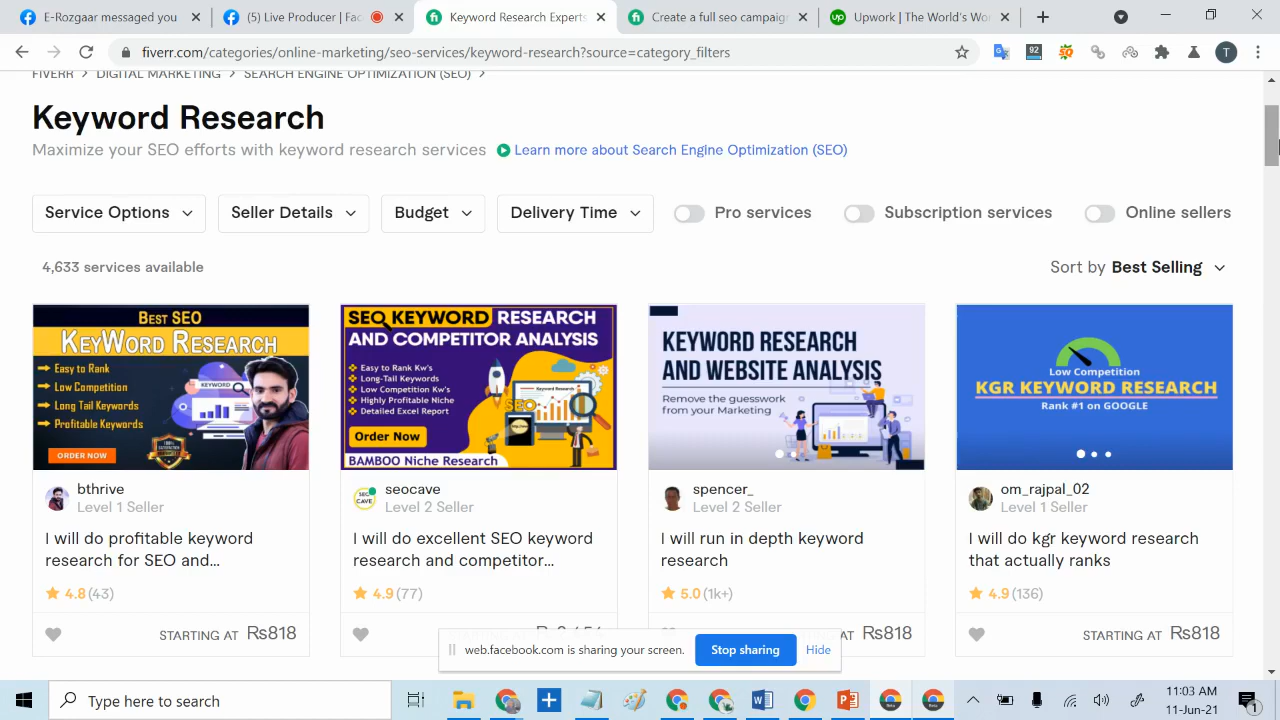 E-Rozgaar messaged you
(5) Live Producer | Fac
Keyword Research Experts
Create a full seo campaign
Upwork | The World's Wo
fiverr.com/categories/online-marketing/seo-services/keyword-research?source=category_filters
92
T
FIVERR > DIGITAL MARKETING > SEARCH ENGINE OPTIMIZATION (SEO) >
Keyword Research
Maximize your SEO efforts with keyword research services Learn more about Search Engine Optimization (SEO)
Service Options
Seller Details
Budget
Delivery Time
Pro services
Subscription services
Online sellers
4,633 services available
Sort by Best Selling
BEST SEO
KEYWORD RESEARCH
Easy to Rank
Low Competition
Long Tail Keywords
Profitable Keywords
KEYWORD
ORDER NOW
bthrive
Level 1 Seller
I will do profitable keyword
research for SEO and...
4.8 (43)
STARTING AT Rs818
SEO KEYWORD RESEARCH
AND COMPETITOR ANALYSIS
Easy to Rank Kw's
Long-Tail Keywords
Low Competition Kw's
Highly Profitable Niche
Detailed Excel Report
Keyword Research
SEO
Order Now
BAMBOO Niche Research
seocave
Level 2 Seller
I will do excellent SEO keyword
research and competitor...
4.9 (77)
KEYWORD RESEARCH
AND WEBSITE ANALYSIS
Remove the guesswork
from your Marketing
spencer_
Level 2 Seller
I will run in depth keyword
research
5.0 (1k+)
AT Rs818
Low Competition
KGR KEYWORD RESEARCH
Rank #1 on GOOGLE
om_rajpal_02
Level 1 Seller
I will do kgr keyword research
that actually ranks
4.9 (136)
STARTING AT Rs818
web.facebook.com is sharing your screen.
Stop sharing
Hide
Type here to search
11:03 AM
11-Jun-21
1